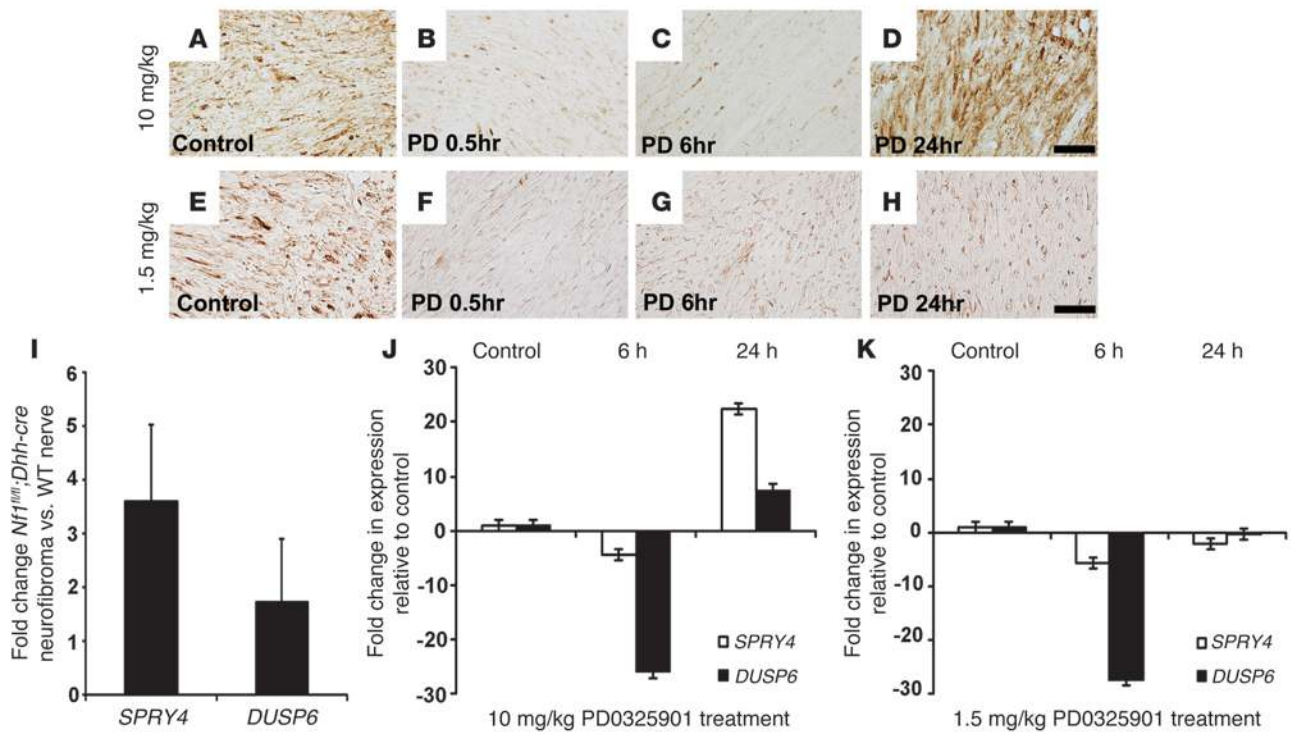 A
B
C
D
10 mg/kg
Control
PD 0.5hr
PD 6hr
PD 24hr
E
F
G
H
1.5 mg/kg
Control
PD 0.5hr
PD 6hr
PD 24hr
I
6
5
4
3
2
1
0
Fold change Nf1fl/fl;Dhh-cre
neurofibroma vs. WT nerve
SPRY4 DUSP6
J
Control 6 h 24 h
30
20
10
0
-10
-20
-30
Fold change in expression
relative to control
SPRY4
DUSP6
10 mg/kg PD0325901 treatment
K
Control 6 h 24 h
30
20
10
0
-10
-20
-30
Fold change in expression
relative to control
SPRY4
DUSP6
1.5 mg/kg PD0325901 treatment